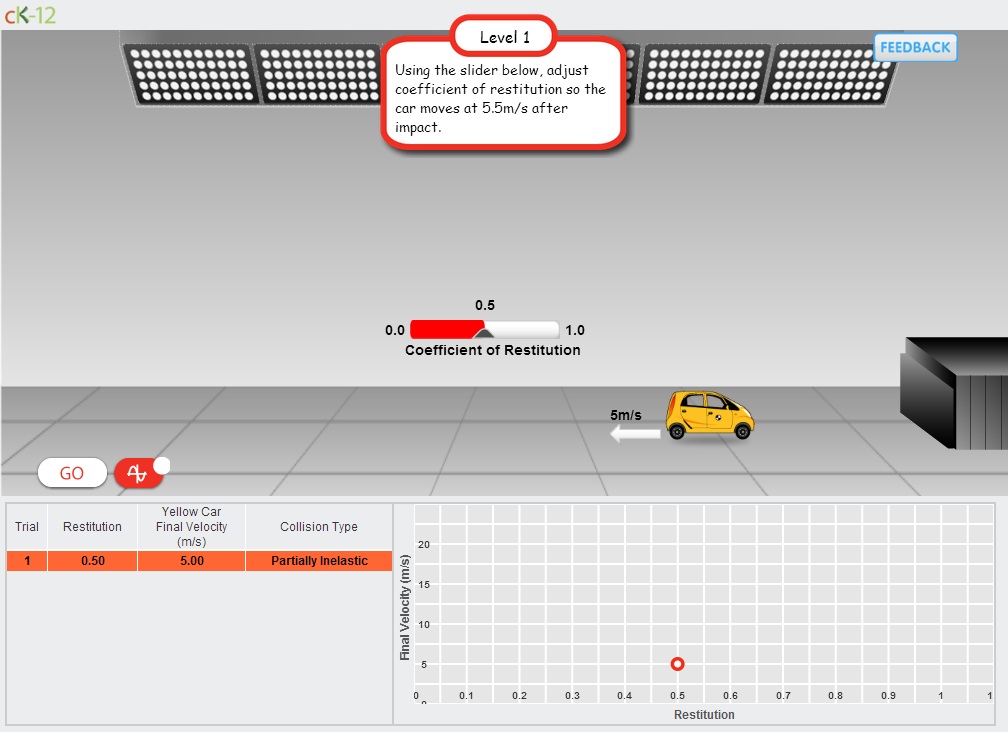 cK-12
Level 1
FEEDBACK
Using the slider below, adjust
coefficient of restitution so the
car moves at 5.5m/s after
impact.
0.5
0.0 1.0
Coefficient of Restitution
5m/s
GO
Trial Restitution Yellow Car Final Velocity (m/s) Collision Type
1 0.50 5.00 Partially Inelastic
Final Velocity (m/s)
20
15
10
5
0
0 0.1 0.2 0.3 0.4 0.5 0.6 0.7 0.8 0.9 1 1
Restitution